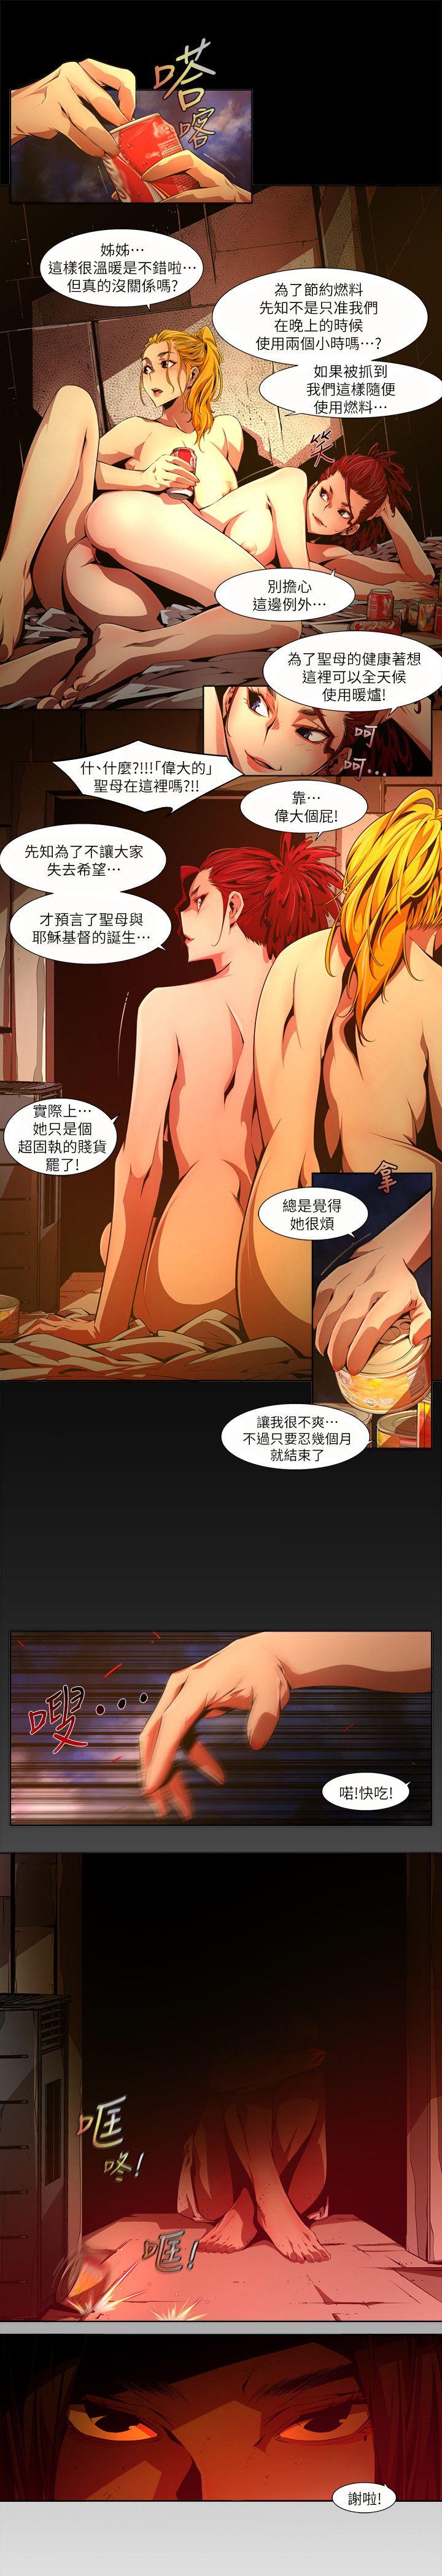 嗒
喀
姊姊…
這樣很溫暖是不錯啦…
但真的沒關係嗎?
為了節約燃料
先知不是只准我們
在晚上的時候
使用兩個小時嗎…?
如果被抓到
我們這樣隨便
使用燃料…
笑
別擔心
這邊例外…
為了聖母的健康著想
這裡可以全天候
使用暖爐!
呵
呵…
什、什麼?!!!「偉大的」
聖母在這裡嗎?!!
靠…
偉大個屁!
先知為了不讓大家
失去希望…
才預言了聖母與
耶穌基督的誕生…
實際上…
她只是個
超固執的賤貨
罷了!
拿
總是覺得
她很煩
讓我很不爽…
不過只要忍幾個月
就結束了
嗖…
喏!快吃!
哐
咚!
哐!
謝啦!